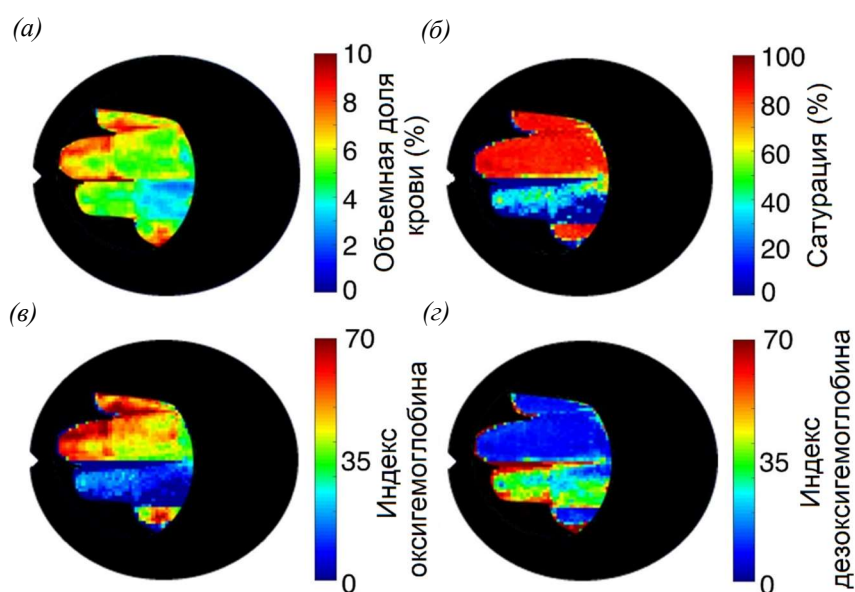 (а)
10
8
6
4
2
0
Объемная доля
крови (%)
(б)
100
80
60
40
20
0
Сатурация (%)
(в)
70
35
0
Индекс
оксигемоглобина
(г)
70
35
0
Индекс
дезоксигемоглобина